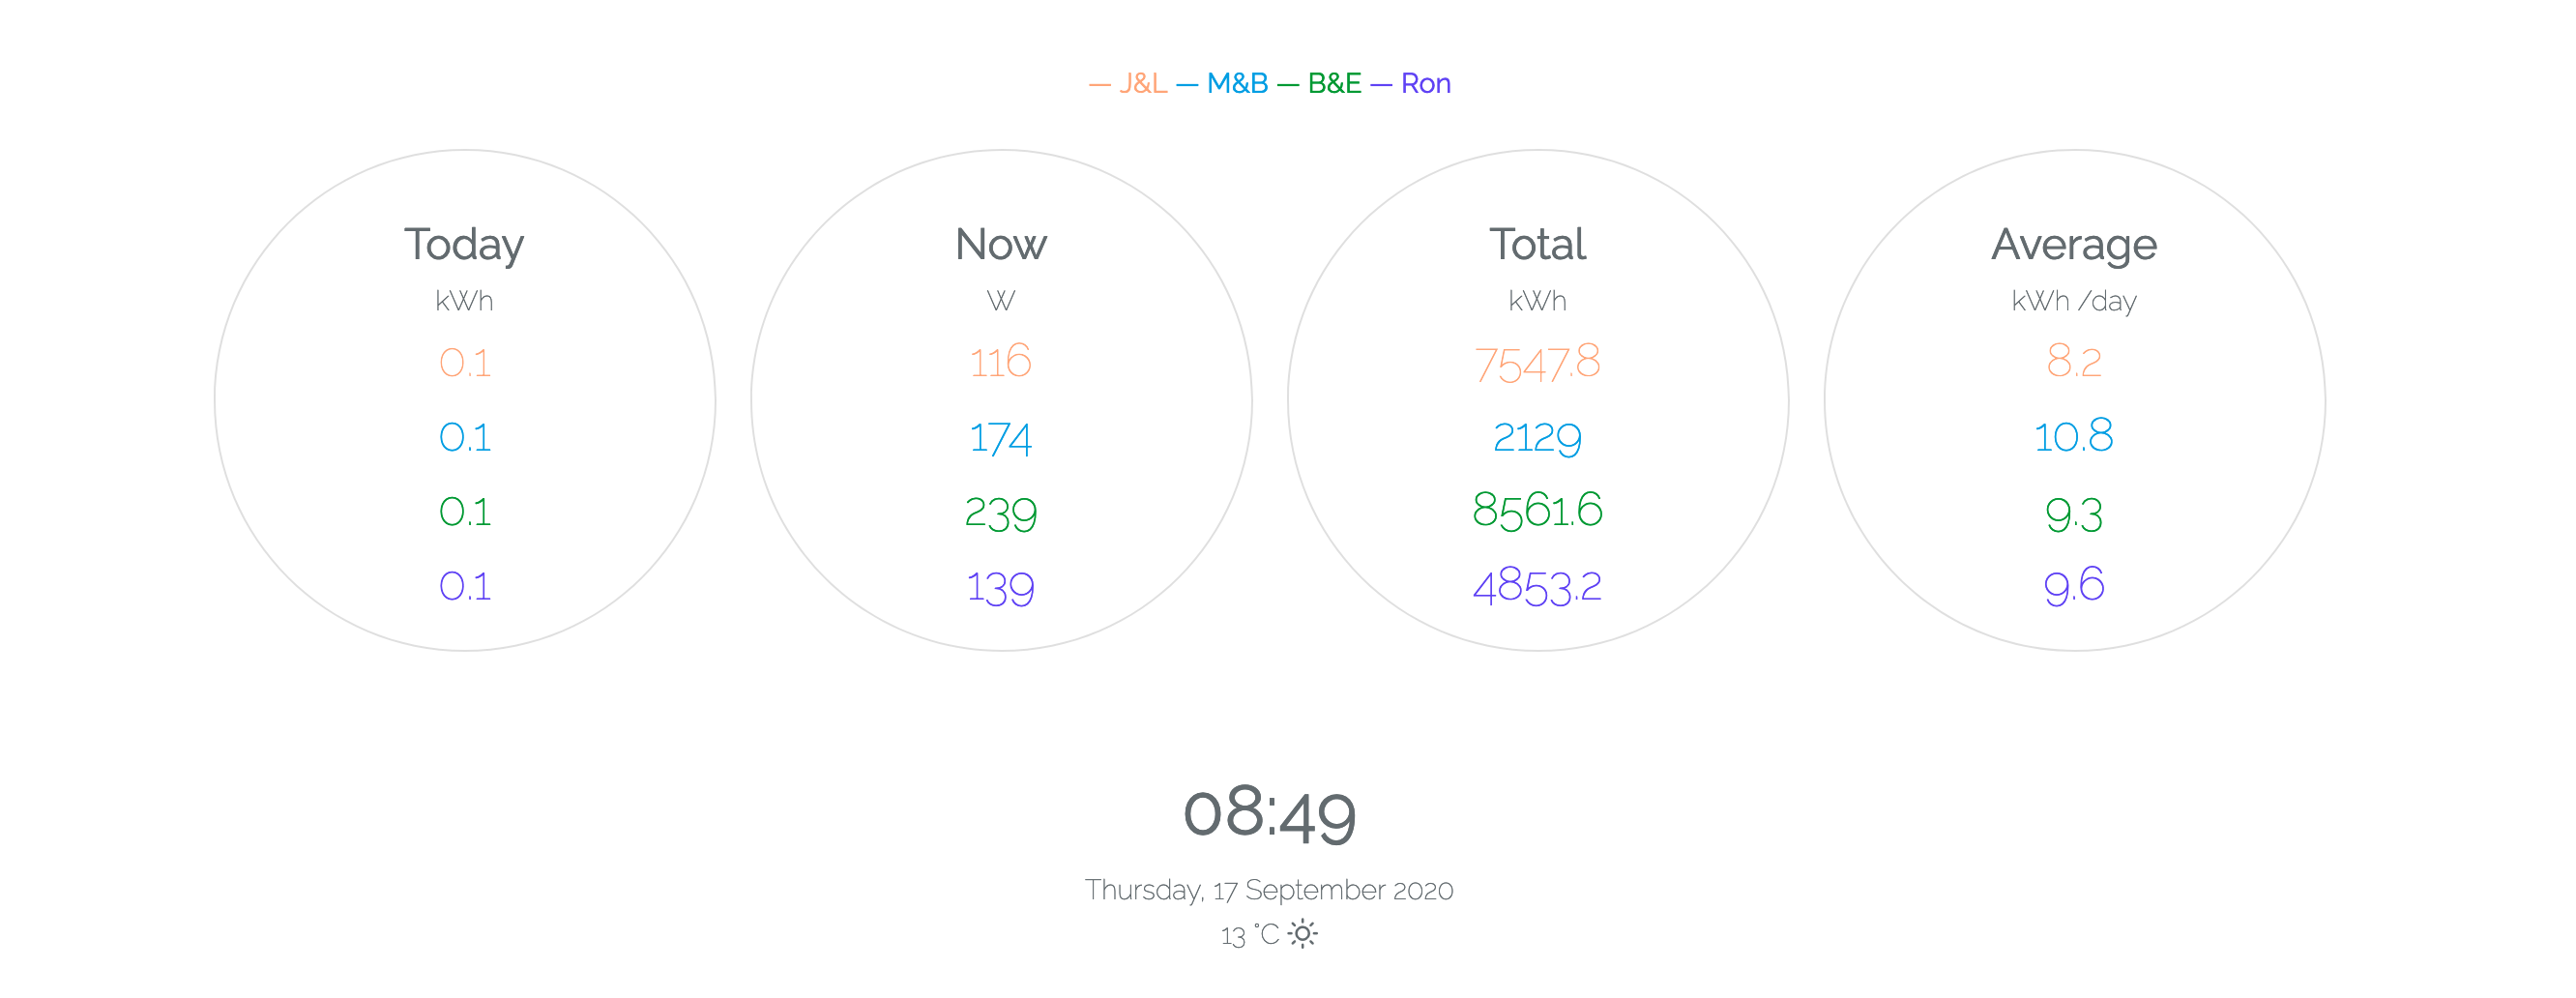 — J&L — M&B — B&E — Ron
Today
kWh
0.1
0.1
0.1
0.1
Now
W
116
174
239
139
Total
kWh
7547.8
2129
8561.6
4853.2
Average
kWh /day
8.2
10.8
9.3
9.6
08:49
Thursday, 17 September 2020
13 °C